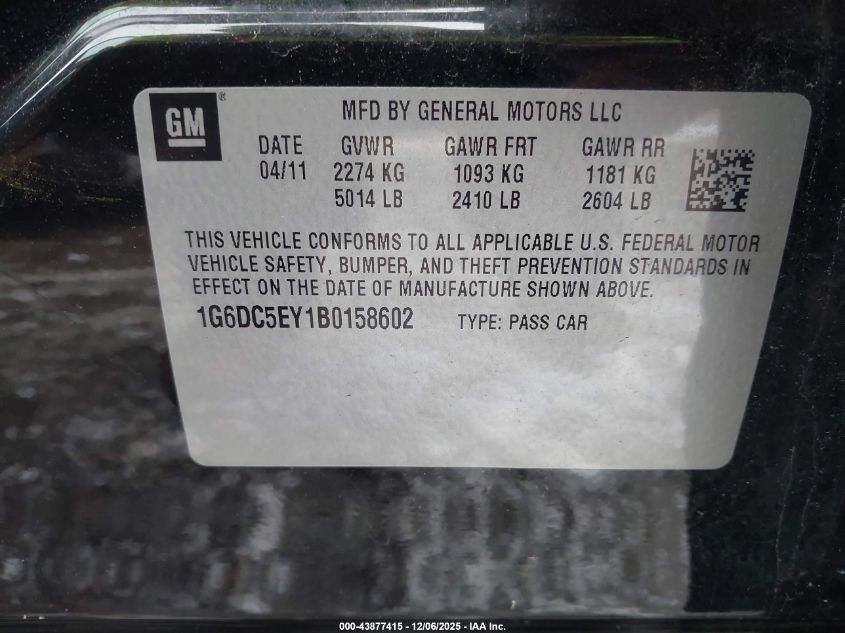 GM
MFD BY GENERAL MOTORS LLC
DATE GVWR GAWR FRT GAWR RR
04/11 2274 KG 1093 KG 1181 KG
5014 LB 2410 LB 2604 LB
THIS VEHICLE CONFORMS TO ALL APPLICABLE U.S. FEDERAL MOTOR
VEHICLE SAFETY, BUMPER, AND THEFT PREVENTION STANDARDS IN
EFFECT ON THE DATE OF MANUFACTURE SHOWN ABOVE.
1G6DC5EY1B0158602 TYPE: PASS CAR
000-43877415 - 12/06/2025 - IAA Inc.